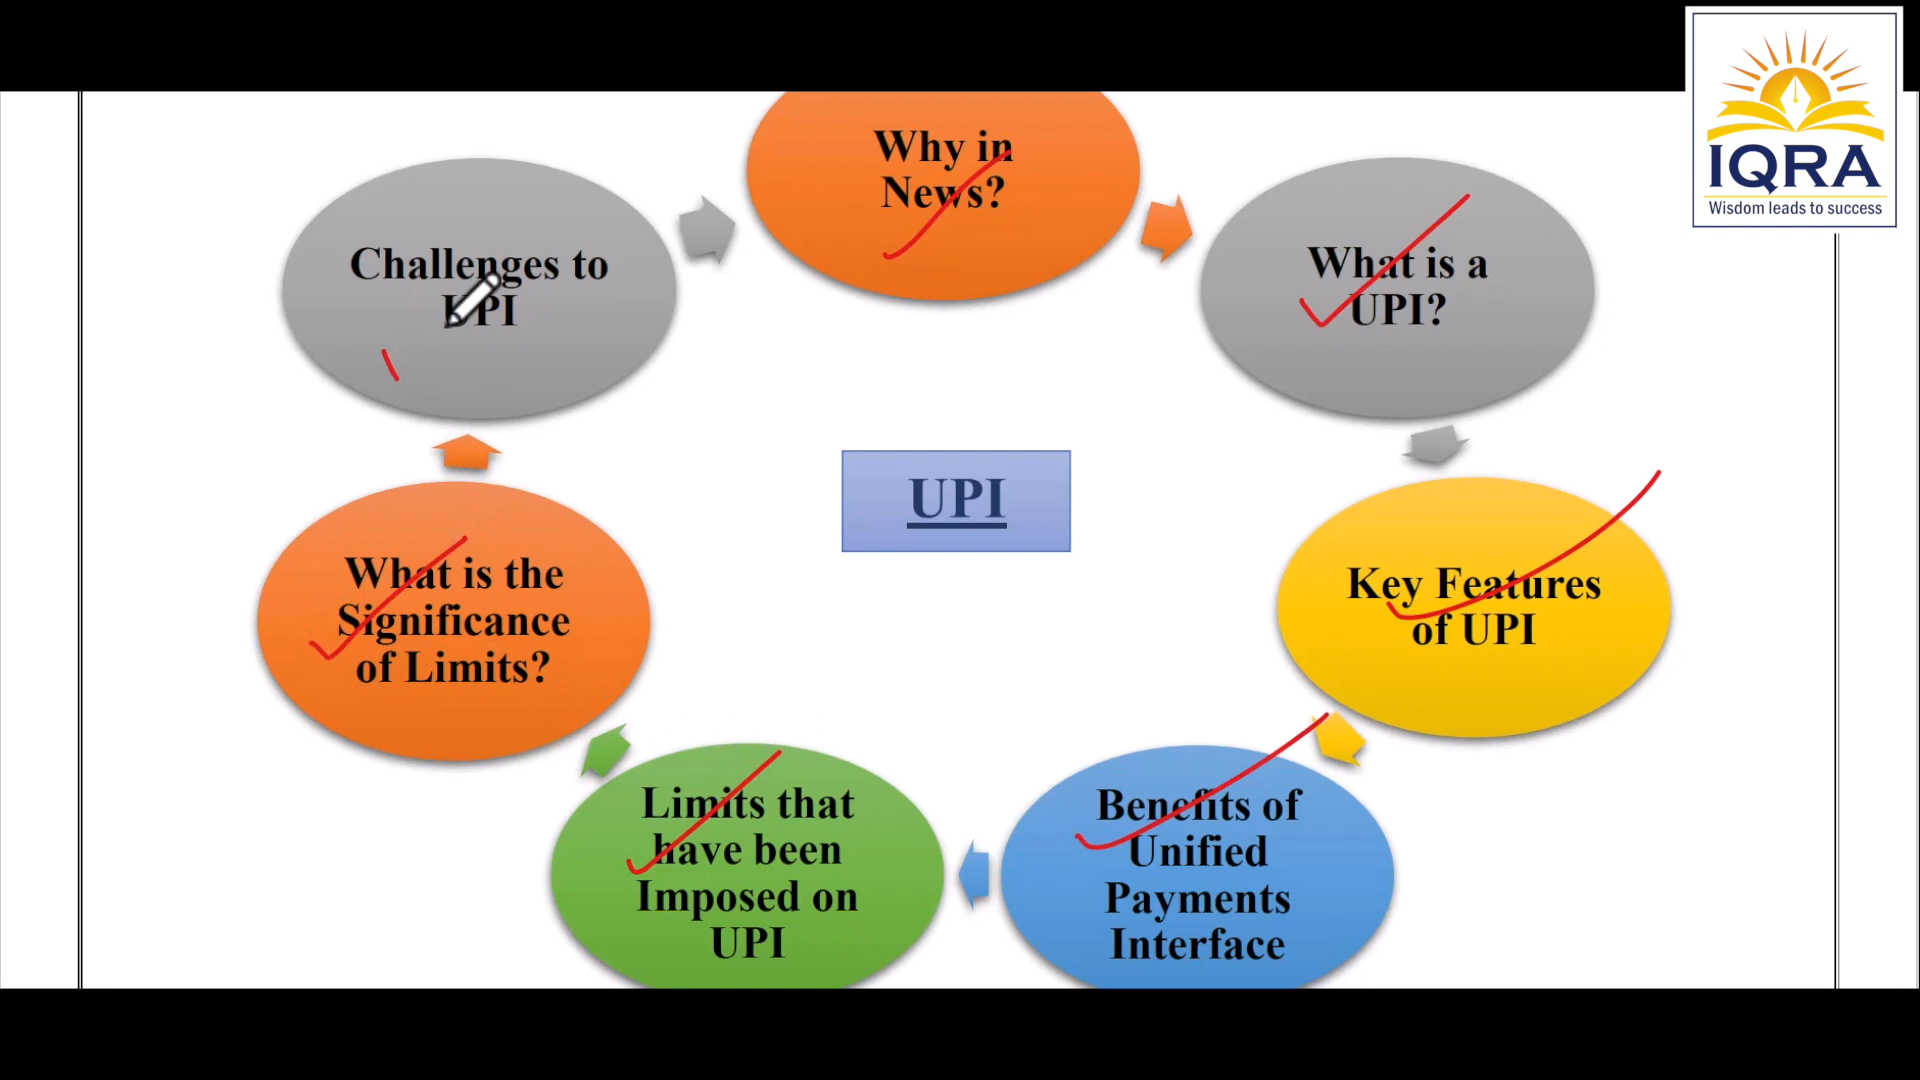 Why in
News?
What is a
UPI?
Key Features
of UPI
Benefits of
Unified
Payments
Interface
Limits that
have been
Imposed on
UPI
What is the
Significance
of Limits?
Challenges to
UPI
UPI
IQRA
Wisdom leads to success